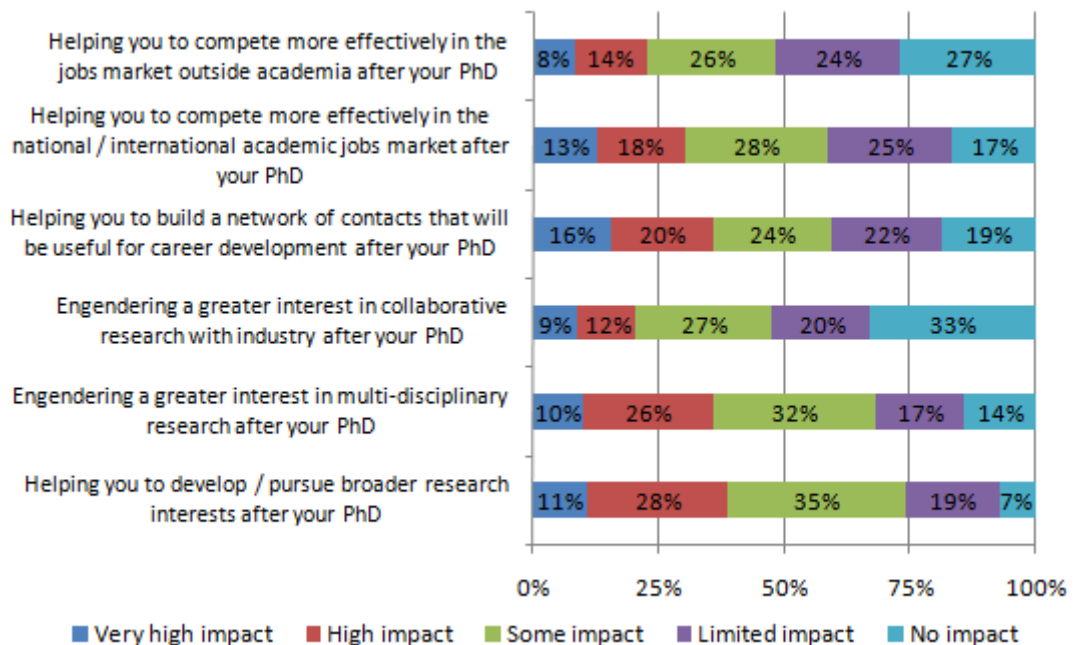 Helping you to compete more effectively in the
jobs market outside academia after your PhD
8% 14% 26% 24% 27%
Helping you to compete more effectively in the
national / international academic jobs market after
your PhD
13% 18% 28% 25% 17%
Helping you to build a network of contacts that will
be useful for career development after your PhD
16% 20% 24% 22% 19%
Engendering a greater interest in collaborative
research with industry after your PhD
9% 12% 27% 20% 33%
Engendering a greater interest in multi-disciplinary
research after your PhD
10% 26% 32% 17% 14%
Helping you to develop / pursue broader research
interests after your PhD
11% 28% 35% 19% 7%
0% 25% 50% 75% 100%
Very high impact High impact Some impact Limited impact No impact